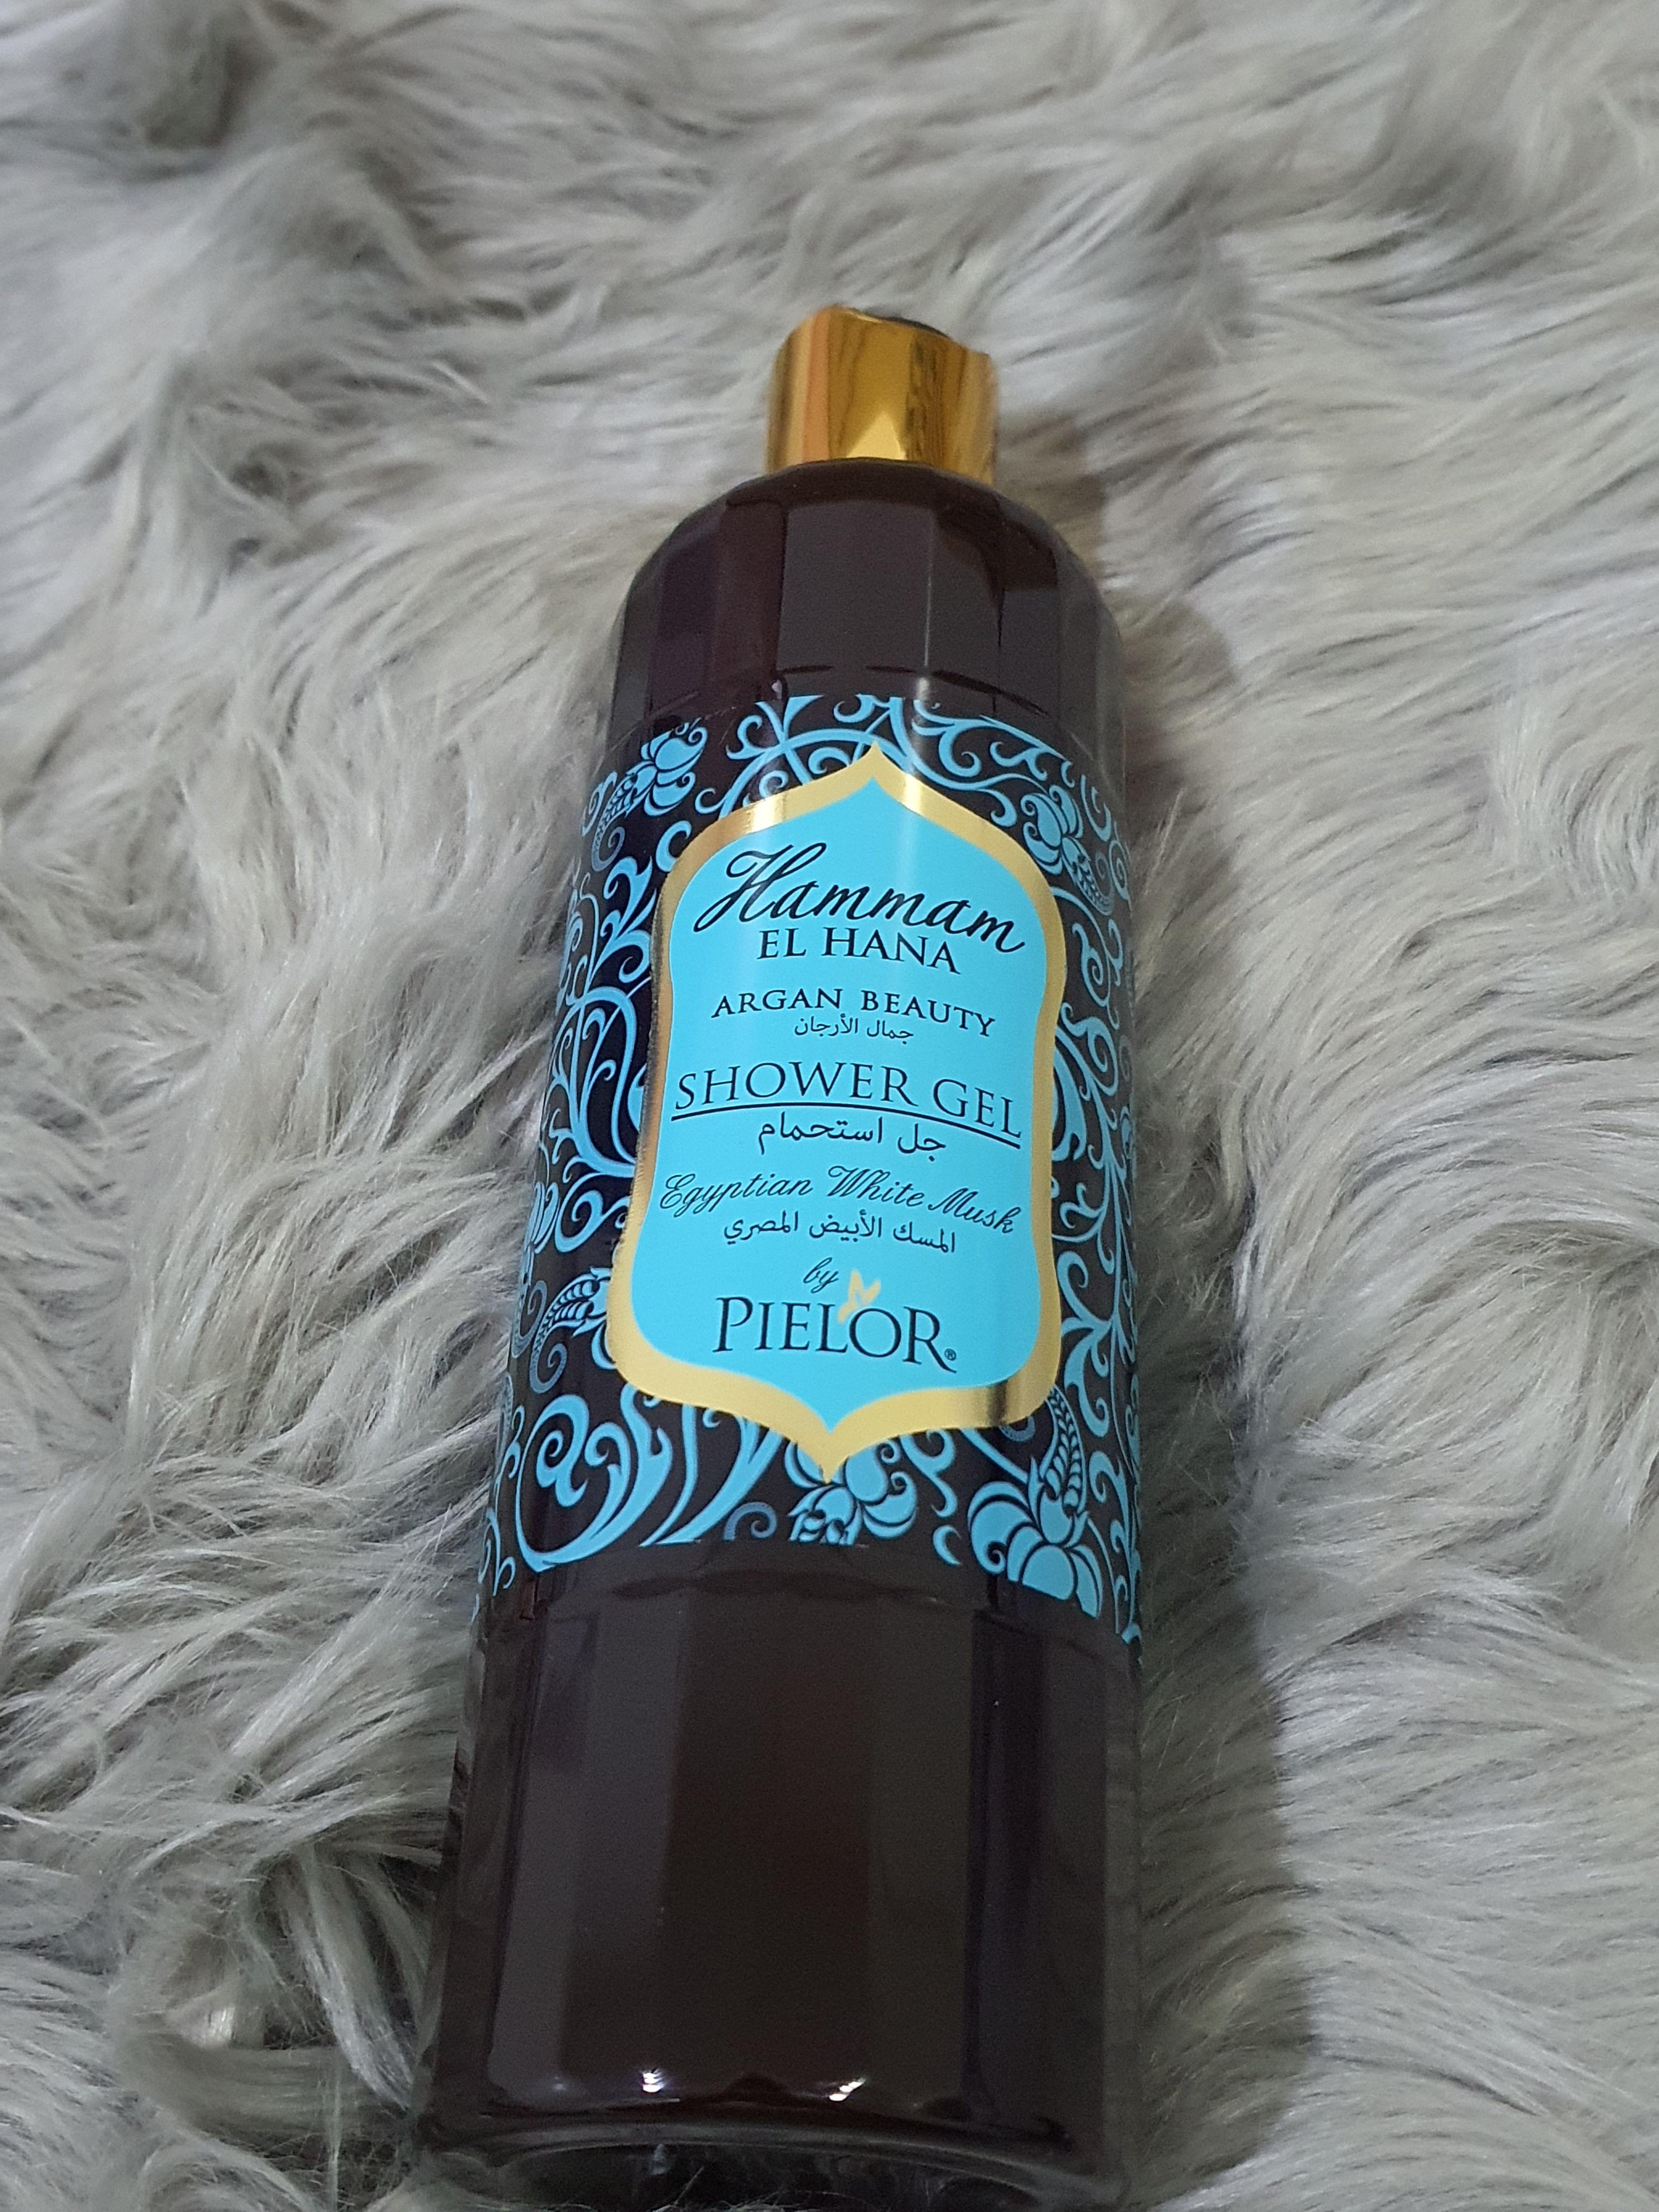 Hammam
EL HANA
ARGAN BEAUTY
جمال الأرجان
SHOWER GEL
جل استحمام
Egyptian White Musk
المسك الأبيض المصري
by
PIELOR®